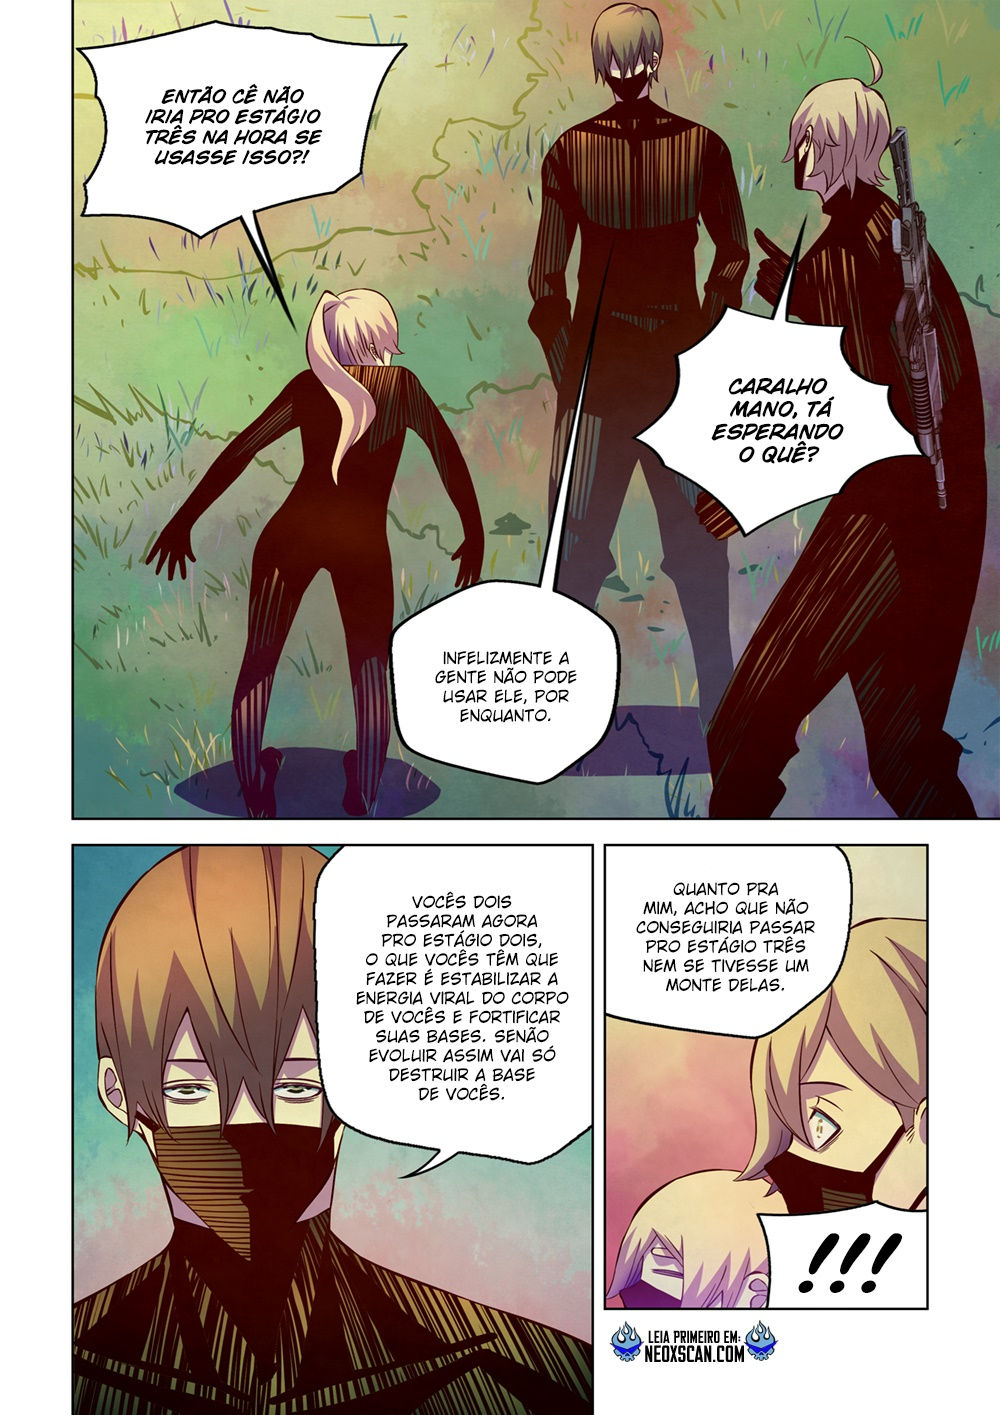 ENTÃO CÊ NÃO
IRIA PRO ESTÁGIO
TRÊS NA HORA SE
USASSE ISSO?!
CARALHO
MANO, TÁ
ESPERANDO
O QUÊ?
INFELIZMENTE A
GENTE NÃO PODE
USAR ELE, POR
ENQUANTO.
VOCÊS DOIS
PASSARAM AGORA
PRO ESTÁGIO DOIS,
O QUE VOCÊS TÊM QUE
FAZER É ESTABILIZAR A
ENERGIA VIRAL DO CORPO
DE VOCÊS E FORTIFICAR
SUAS BASES. SENÃO
EVOLUIR ASSIM VAI SÓ
DESTRUIR A BASE
DE VOCÊS.
QUANTO PRA
MIM, ACHO QUE NÃO
CONSEGUIRIA PASSAR
PRO ESTÁGIO TRÊS
NEM SE TIVESSE UM
MONTE DELAS.
!!!
LEIA PRIMEIRO EM:
NEOXSCAN.COM